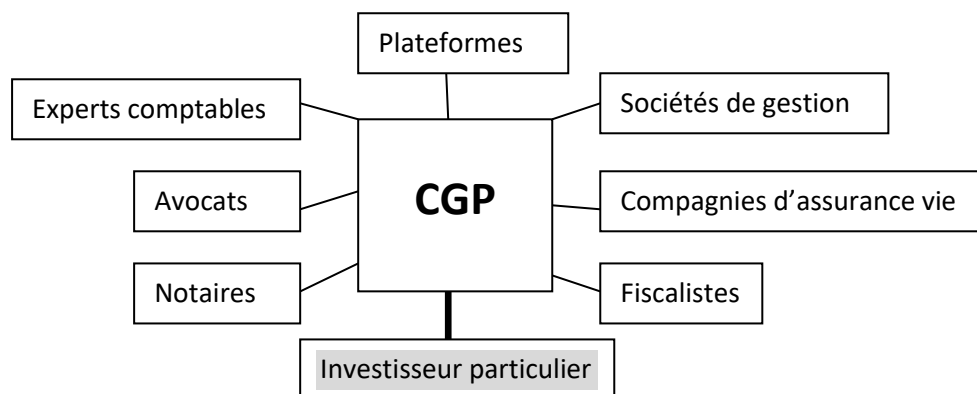 Plateformes
Experts comptables
Sociétés de gestion
CGP
Avocats
Compagnies d’assurance vie
Notaires
Fiscalistes
Investisseur particulier